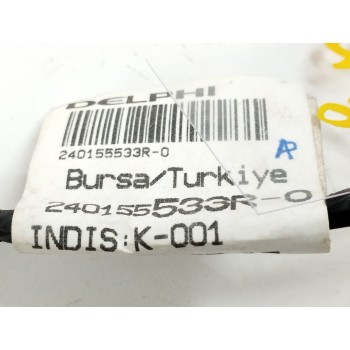 DELPHI
240155533R-0
AP
Bursa/Turkiye
240155533R-0
INDIS:K-001